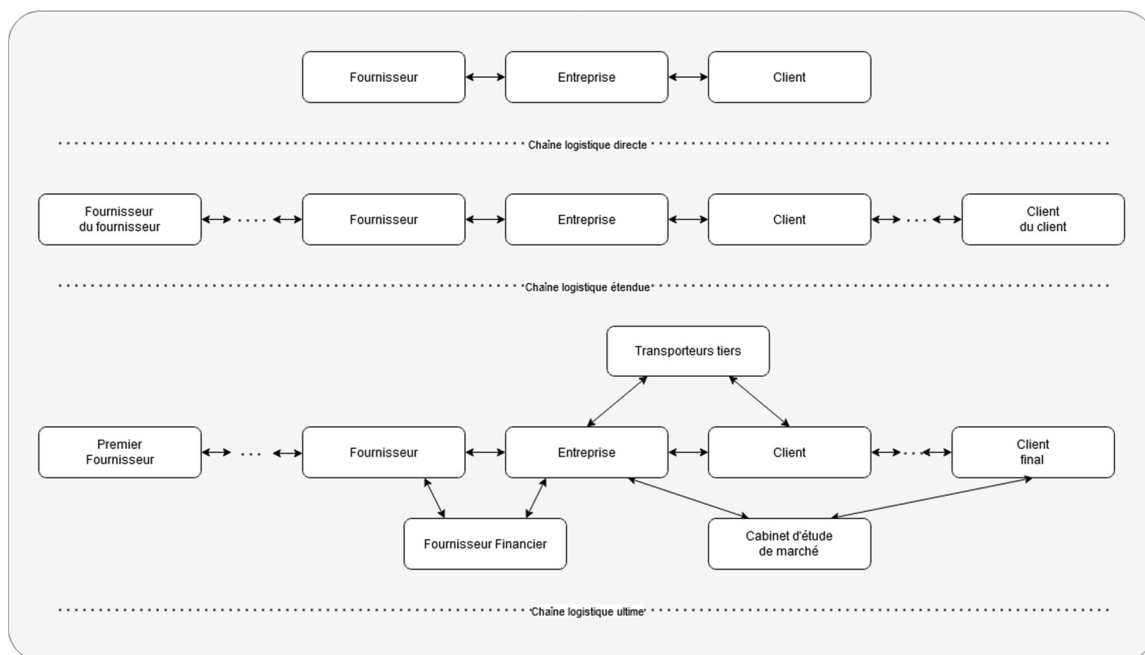 Fournisseur
Entreprise
Client
Chaîne logistique directe
Fournisseur
du fournisseur
....
Fournisseur
Entreprise
Client
...
Client
du client
Chaîne logistique étendue
Transporteurs tiers
Premier
Fournisseur
...
Fournisseur
Entreprise
Client
...
Client
final
Fournisseur Financier
Cabinet d'étude
de marché
Chaîne logistique ultime